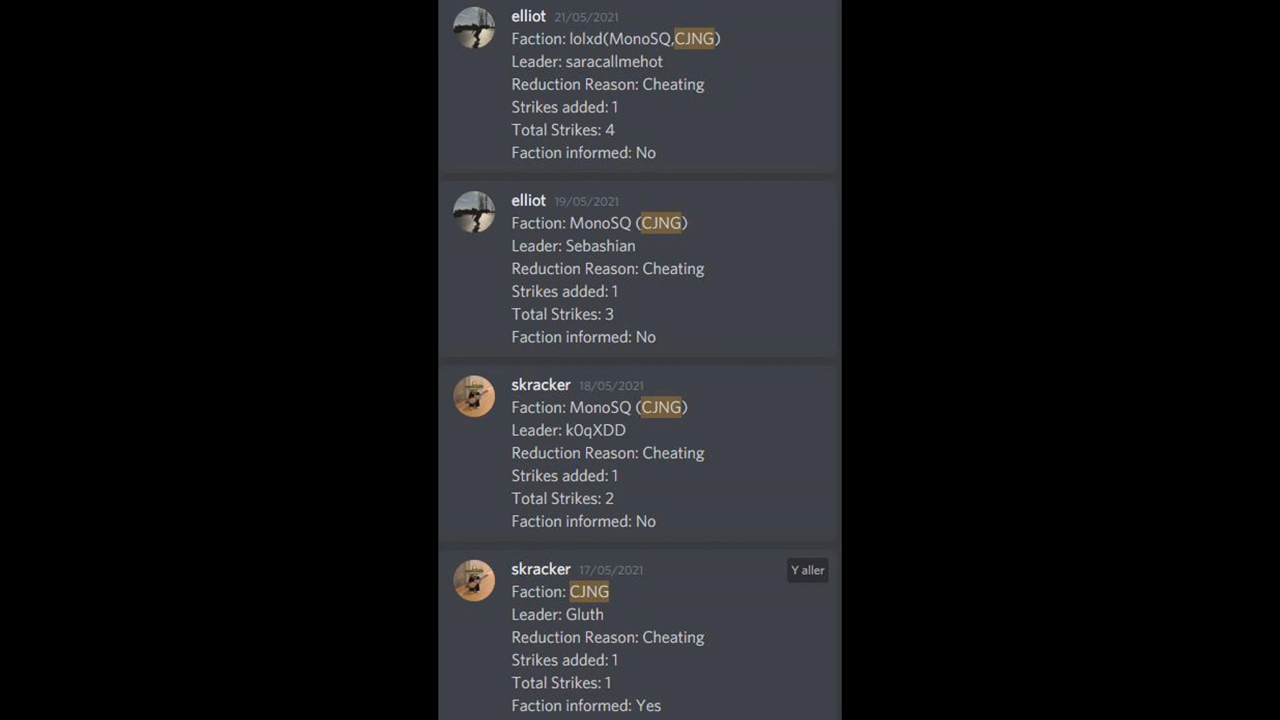 elliot 21/05/2021
Faction: lolxd(MonoSQ,CJNG)
Leader: saracallmehot
Reduction Reason: Cheating
Strikes added: 1
Total Strikes: 4
Faction informed: No
elliot 19/05/2021
Faction: MonoSQ (CJNG)
Leader: Sebashian
Reduction Reason: Cheating
Strikes added: 1
Total Strikes: 3
Faction informed: No
skracker 18/05/2021
Faction: MonoSQ (CJNG)
Leader: k0qXDD
Reduction Reason: Cheating
Strikes added: 1
Total Strikes: 2
Faction informed: No
skracker 17/05/2021 Y aller
Faction: CJNG
Leader: Gluth
Reduction Reason: Cheating
Strikes added: 1
Total Strikes: 1
Faction informed: Yes